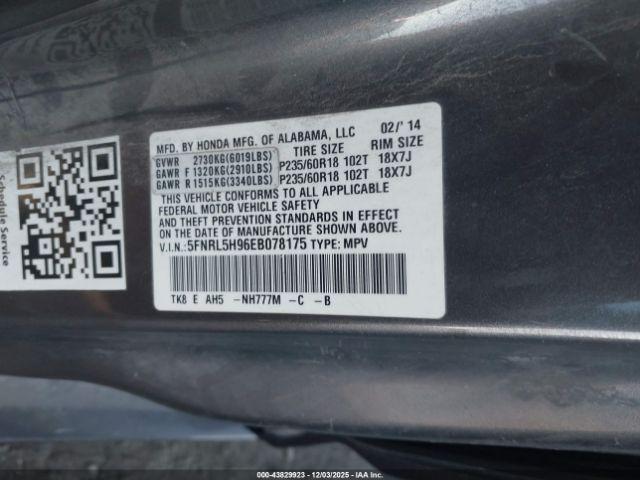 Schedule Service
MFD. BY HONDA MFG. OF ALABAMA, LLC 02/'14
TIRE SIZE RIM SIZE
GVWR 2730KG(6019LBS)
GAWR F 1320KG(2910LBS) P235/60R18 102T 18X7J
GAWR R 1515KG(3340LBS) P235/60R18 102T 18X7J
THIS VEHICLE CONFORMS TO ALL APPLICABLE
FEDERAL MOTOR VEHICLE SAFETY
AND THEFT PREVENTION STANDARDS IN EFFECT
ON THE DATE OF MANUFACTURE SHOWN ABOVE.
V.I.N.: 5FNRL5H96EB078175 TYPE: MPV
TK8 E AH5 -NH777M -C -B
000-43829923 - 12/03/2025 - IAAI.COM